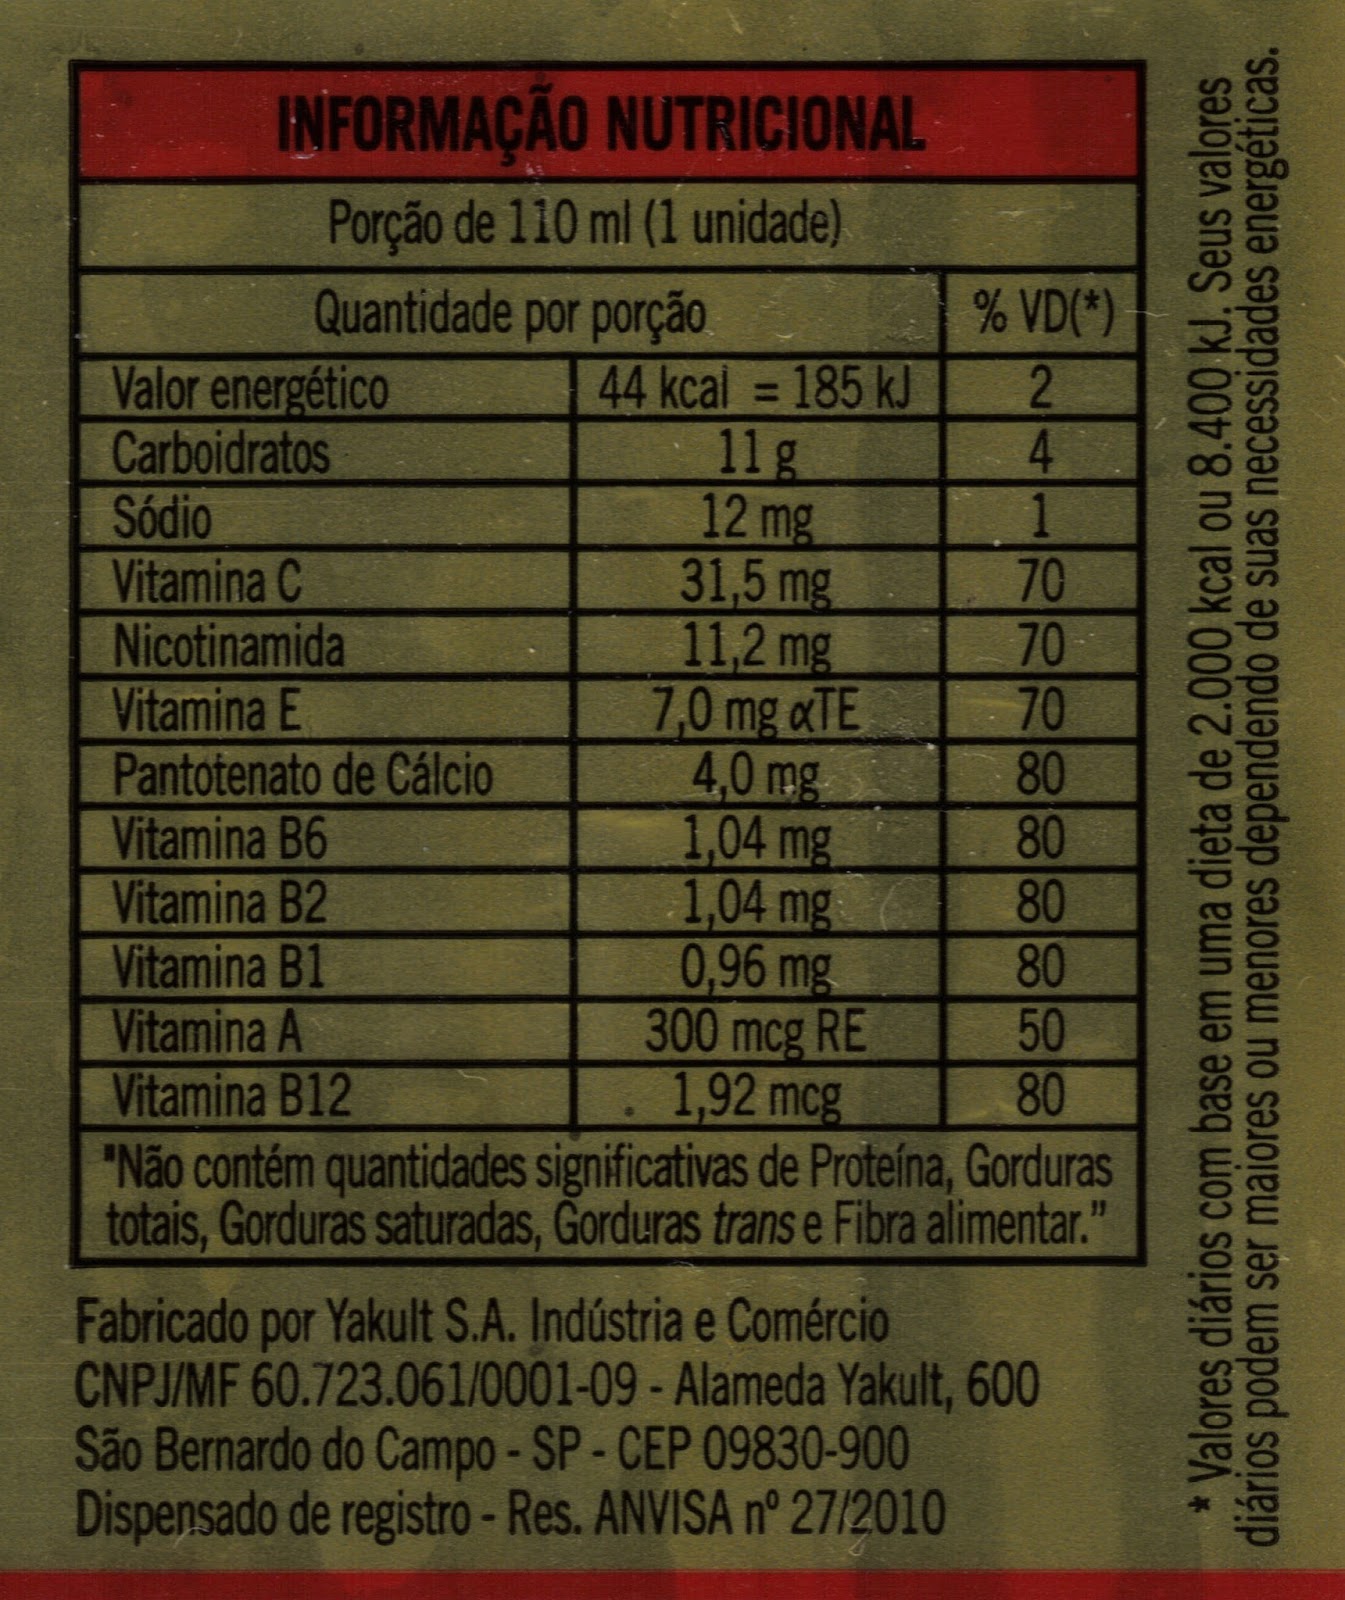 INFORMAÇÃO NUTRICIONAL
Porção de 110 ml (1 unidade)
Quantidade por porção % VD(*)
Valor energético 44 kcal = 185 kJ 2
Carboidratos 11 g 4
Sódio 12 mg 1
Vitamina C 31,5 mg 70
Nicotinamida 11,2 mg 70
Vitamina E 7,0 mg αTE 70
Pantotenato de Cálcio 4,0 mg 80
Vitamina B6 1,04 mg 80
Vitamina B2 1,04 mg 80
Vitamina B1 0,96 mg 80
Vitamina A 300 mcg RE 50
Vitamina B12 1,92 mcg 80
"Não contém quantidades significativas de Proteína, Gorduras
totais, Gorduras saturadas, Gorduras trans e Fibra alimentar."
Fabricado por Yakult S.A. Indústria e Comércio
CNPJ/MF 60.723.061/0001-09 - Alameda Yakult, 600
São Bernardo do Campo - SP - CEP 09830-900
Dispensado de registro - Res. ANVISA nº 27/2010
* Valores diários com base em uma dieta de 2.000 kcal ou 8.400 kJ. Seus valores
diários podem ser maiores ou menores dependendo de suas necessidades energéticas.